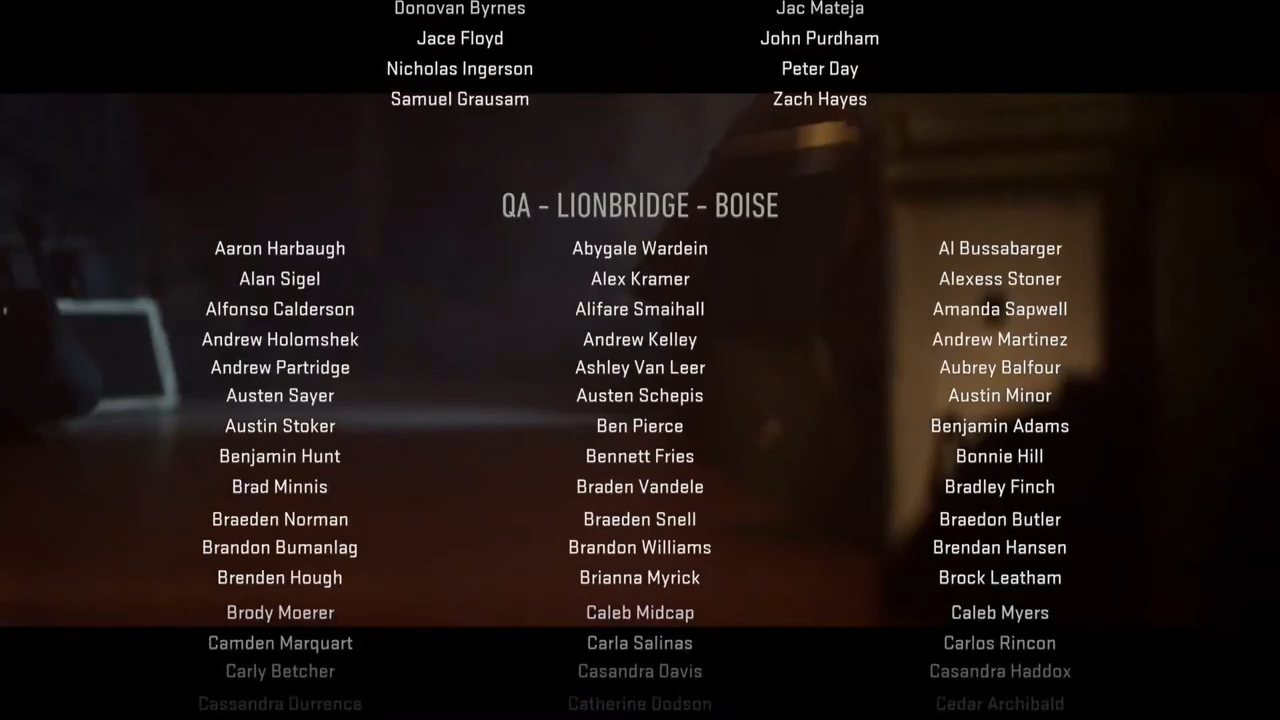 Donovan Byrnes Jac Mateja
Jace Floyd John Purdham
Nicholas Ingerson Peter Day
Samuel Grausam Zach Hayes
QA - LIONBRIDGE - BOISE
Aaron Harbaugh Abygale Wardein Al Bussabarger
Alan Sigel Alex Kramer Alexess Stoner
Alfonso Calderson Alifare Smaihall Amanda Sapwell
Andrew Holomshek Andrew Kelley Andrew Martinez
Andrew Partridge Ashley Van Leer Aubrey Balfour
Austen Sayer Austen Schepis Austin Minor
Austin Stoker Ben Pierce Benjamin Adams
Benjamin Hunt Bennett Fries Bonnie Hill
Brad Minnis Braden Vandele Bradley Finch
Braeden Norman Braeden Snell Braedon Butler
Brandon Bumanlag Brandon Williams Brendan Hansen
Brenden Hough Brianna Myrick Brock Leatham
Brody Moerer Caleb Midcap Caleb Myers
Camden Marquart Carla Salinas Carlos Rincon
Carly Betcher Casandra Davis Casandra Haddox
Cassandra Durrence Catherine Dodson Cedar Archibald